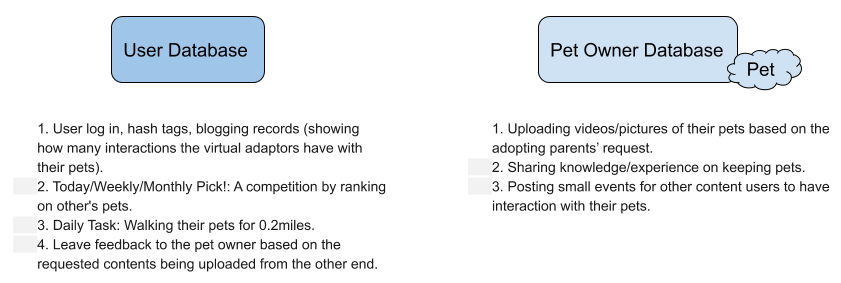 User Database
Pet Owner Database
Pet
1. User log in, hash tags, blogging records (showing
how many interactions the virtual adaptors have with
their pets).
2. Today/Weekly/Monthly Pick!: A competition by ranking
on other's pets.
3. Daily Task: Walking their pets for 0.2miles.
4. Leave feedback to the pet owner based on the
requested contents being uploaded from the other end.
1. Uploading videos/pictures of their pets based on the
adopting parents’ request.
2. Sharing knowledge/experience on keeping pets.
3. Posting small events for other content users to have
interaction with their pets.